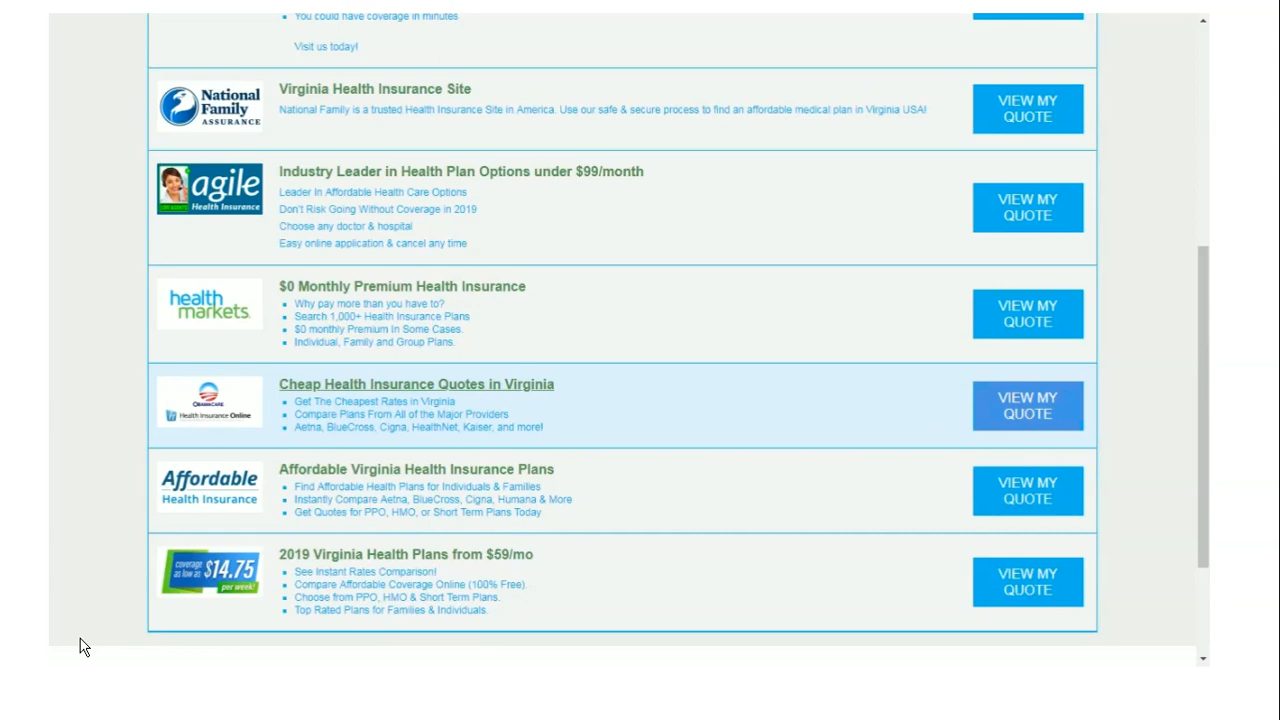 You could have coverage in minutes
Visit us today!
National
Family
ASSURANCE
Virginia Health Insurance Site
National Family is a trusted Health Insurance Site in America. Use our safe & secure process to find an affordable medical plan in Virginia USA!
VIEW MY
QUOTE
agile
Health Insurance
Industry Leader in Health Plan Options under $99/month
Leader In Affordable Health Care Options
Don't Risk Going Without Coverage in 2019
Choose any doctor & hospital
Easy online application & cancel any time
VIEW MY
QUOTE
health
markets.
$0 Monthly Premium Health Insurance
Why pay more than you have to?
Search 1,000+ Health Insurance Plans
$0 monthly Premium In Some Cases.
Individual, Family and Group Plans.
VIEW MY
QUOTE
OBAMACARE
Health Insurance Online
Cheap Health Insurance Quotes in Virginia
Get The Cheapest Rates in Virginia
Compare Plans From All of the Major Providers
Aetna, BlueCross, Cigna, HealthNet, Kaiser, and more!
VIEW MY
QUOTE
Affordable
Health Insurance
Affordable Virginia Health Insurance Plans
Find Affordable Health Plans for Individuals & Families
Instantly Compare Aetna, BlueCross, Cigna, Humana & More
Get Quotes for PPO, HMO, or Short Term Plans Today
VIEW MY
QUOTE
coverage
as low as $14.75
per week!
2019 Virginia Health Plans from $59/mo
See Instant Rates Comparison!
Compare Affordable Coverage Online (100% Free).
Choose from PPO, HMO & Short Term Plans.
Top Rated Plans for Families & Individuals.
VIEW MY
QUOTE